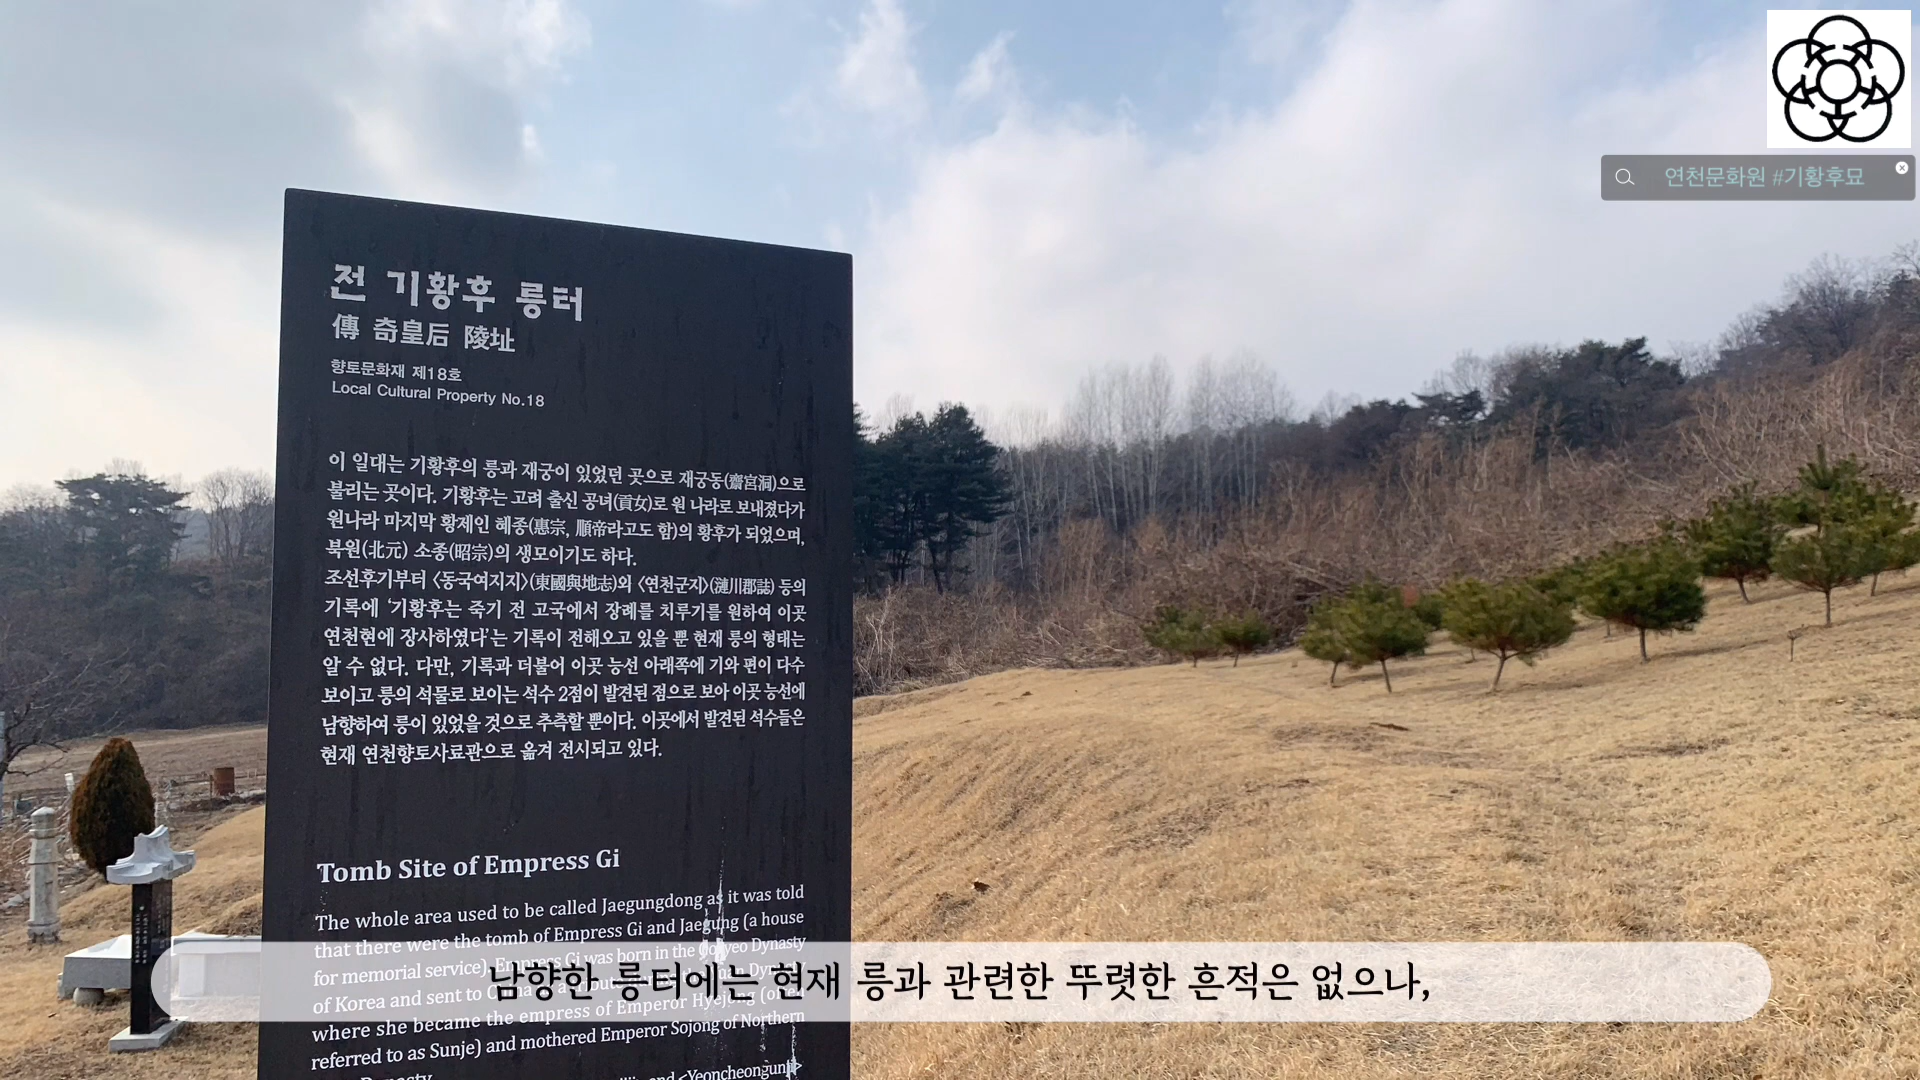 연천문화원 #기황후묘
전 기황후 릉터
傳 奇皇后 陵址
향토문화재 제18호
Local Cultural Property No.18
이 일대는 기황후의 릉과 재궁이 있었던 곳으로 재궁동(齋宮洞)으로
불리는 곳이다. 기황후는 고려 출신 공녀(貢女)로 원 나라로 보내졌다가
원나라 마지막 황제인 혜종(惠宗, 順帝라고도 함)의 황후가 되었으며,
북원(北元) 소종(昭宗)의 생모이기도 하다.
조선후기부터 〈동국여지지〉(東國與地志)외 〈연천군지〉(漣川郡誌) 등의
기록에 '기황후는 죽기 전 고국에서 장례를 치루기를 원하여 이곳
연천현에 장사하였다'는 기록이 전해오고 있을 뿐 현재 릉의 형태는
알 수 없다. 다만, 기록과 더불어 이곳 능선 아래쪽에 기와 편이 다수
보이고 릉의 석물로 보이는 석수 2점이 발견된 점으로 보아 이곳 능선에
남향하여 릉이 있었을 것으로 추측할 뿐이다. 이곳에서 발견된 석수들은
현재 연천향토사료관으로 옮겨 전시되고 있다.
Tomb Site of Empress Gi
The whole area used to be called Jaegungdong as it was told
that there were the tomb of Empress Gi and Jaegung (a house
for memorial service). Empress Gi was born in the Goryeo Dynasty
of Korea and sent to Dynasty
where she became the empress of Emperor Hyejong (often
referred to as Sunje) and mothered Emperor Sojong of Northern
Dynasty
and <Yeoncheongunji>
남향한 릉터에는 현재 릉과 관련한 뚜렷한 흔적은 없으나,